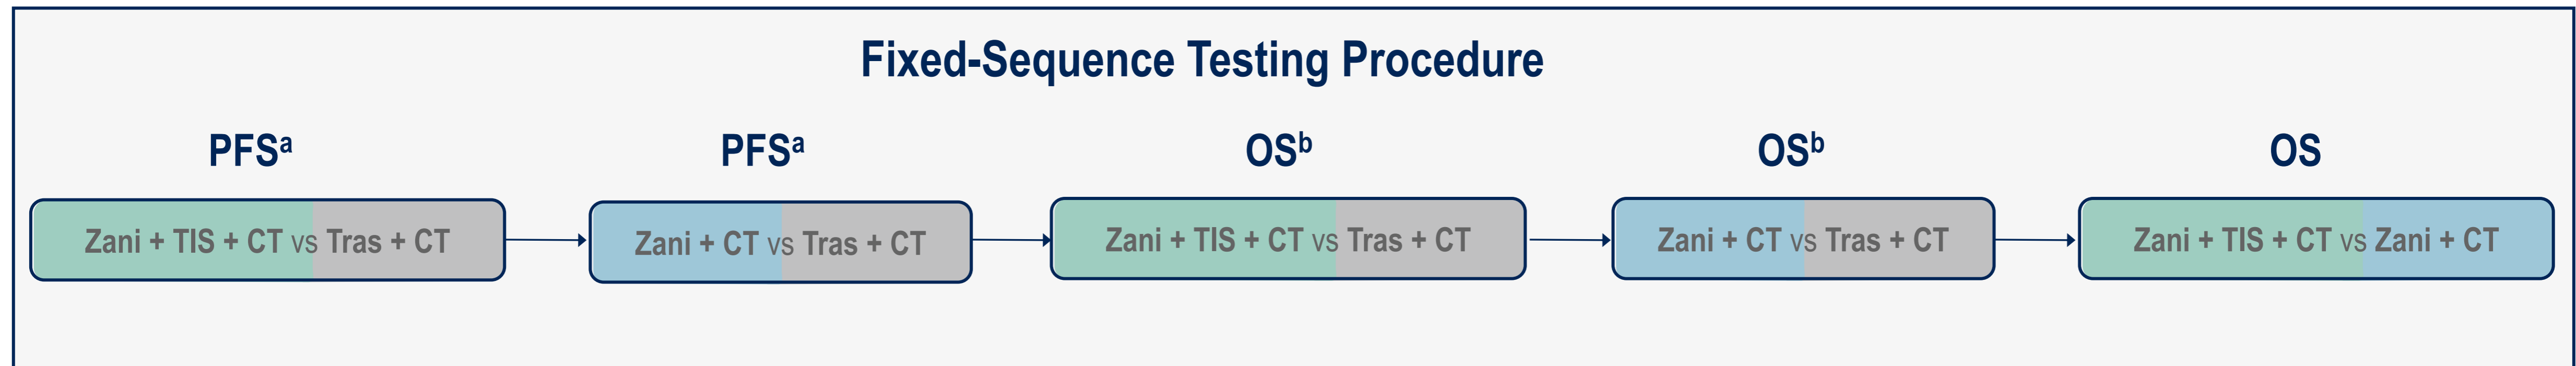 Fixed-Sequence Testing Procedure
PFSᵃ PFSᵃ OSᵇ OSᵇ OS
Zani + TIS + CT vs Tras + CT Zani + CT vs Tras + CT Zani + TIS + CT vs Tras + CT Zani + CT vs Tras + CT Zani + TIS + CT vs Zani + CT